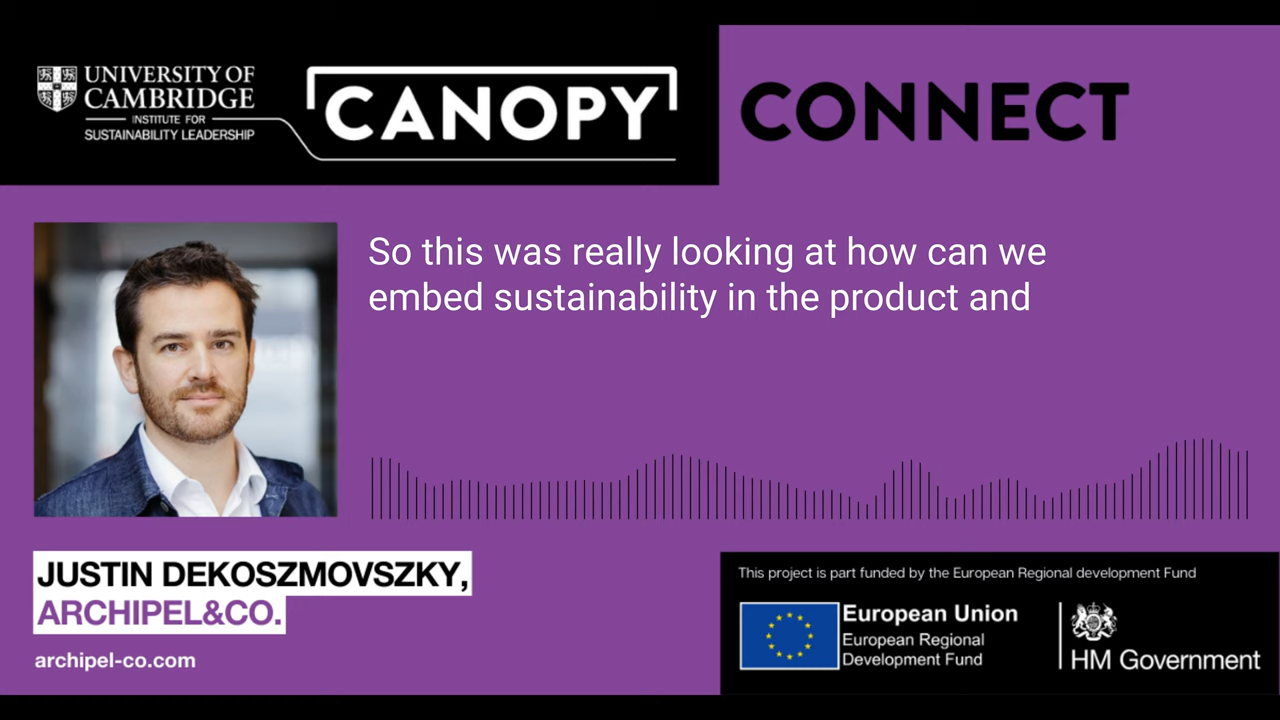 UNIVERSITY OF
CAMBRIDGE
INSTITUTE FOR
SUSTAINABILITY LEADERSHIP
CANOPY
CONNECT
So this was really looking at how can we
embed sustainability in the product and
JUSTIN DEKOSZMOVSZKY,
ARCHIPEL&CO.
archipel-co.com
This project is part funded by the European Regional development Fund
European Union
European Regional
Development Fund
HM Government